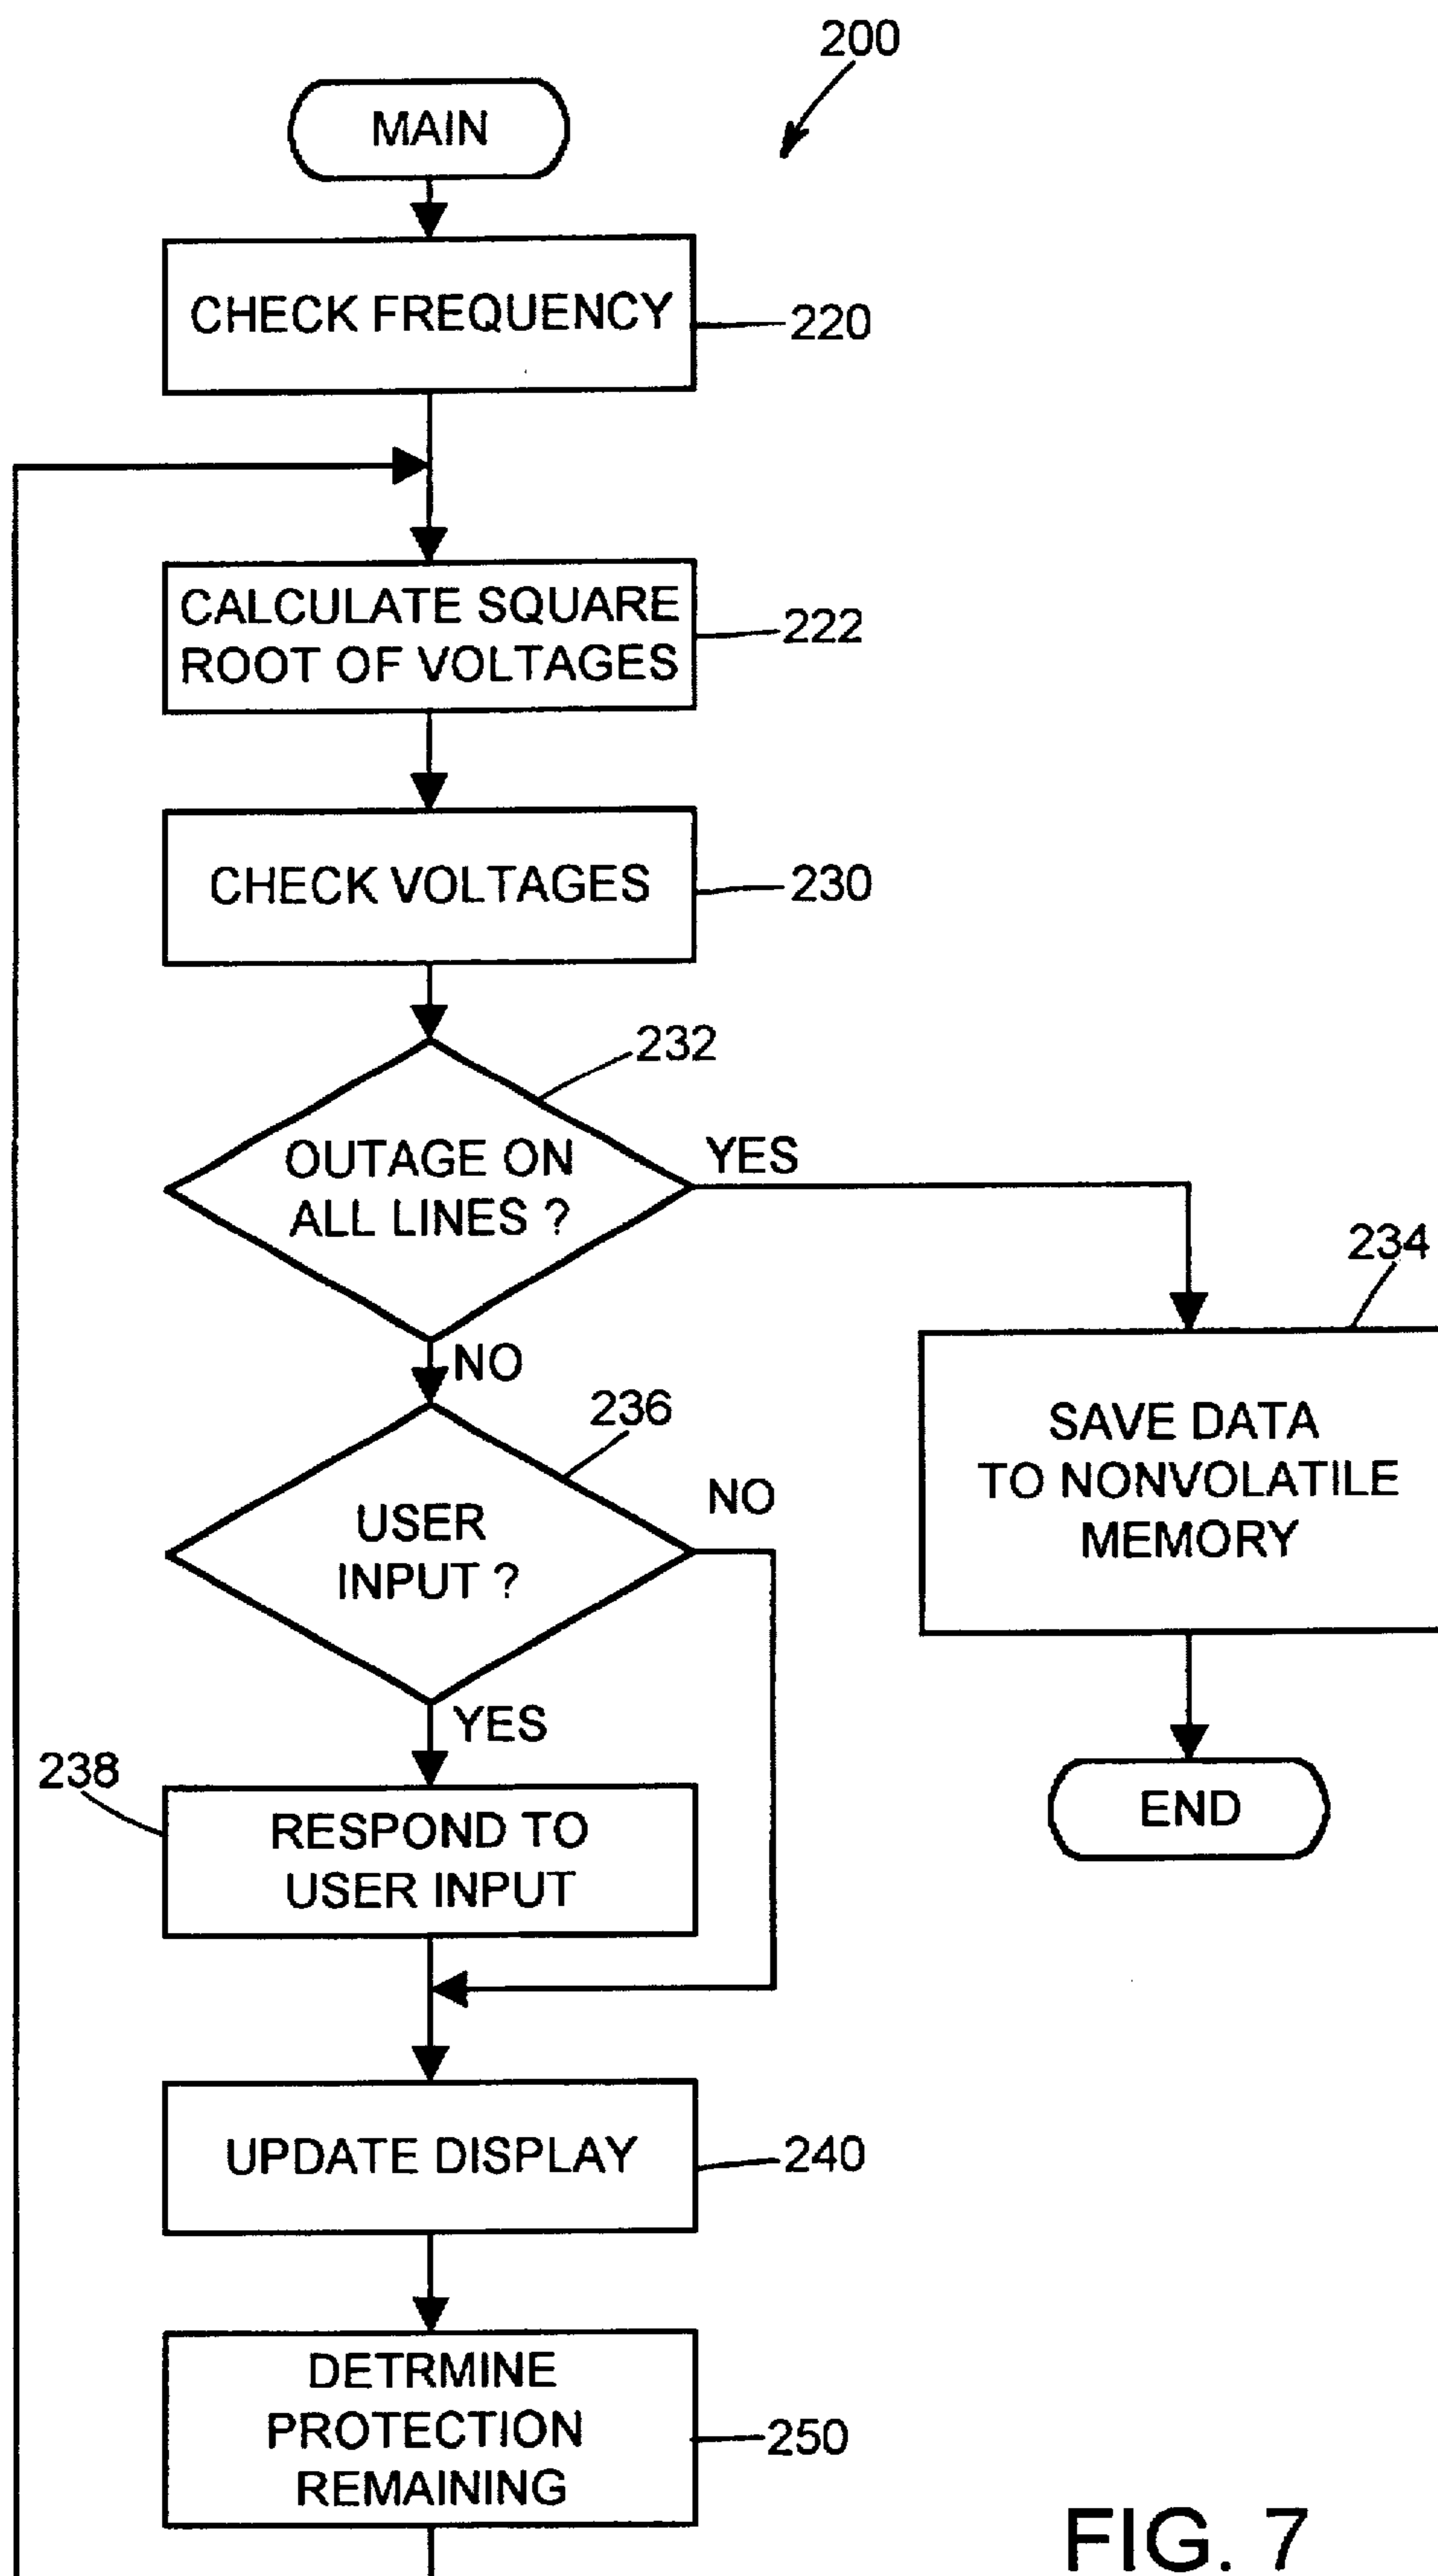 200
MAIN
CHECK FREQUENCY
220
CALCULATE SQUARE
ROOT OF VOLTAGES
222
CHECK VOLTAGES
230
232
OUTAGE ON
ALL LINES ?
YES
NO
234
SAVE DATA
TO NONVOLATILE
MEMORY
END
236
USER
INPUT ?
NO
YES
238
RESPOND TO
USER INPUT
UPDATE DISPLAY
240
DETRMINE
PROTECTION
REMAINING
250
FIG. 7